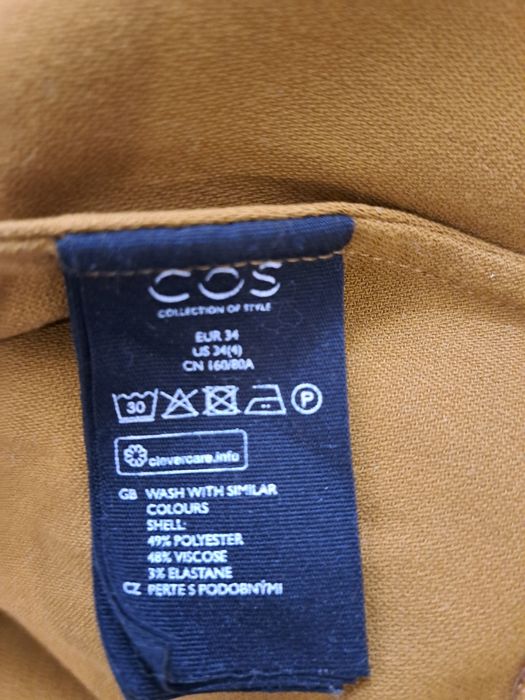 COS
COLLECTION OF STYLE
EUR 34
US 34(4)
CN 160/80A
30 P
clevercare.info
GB WASH WITH SIMILAR
COLOURS
SHELL:
49% POLYESTER
48% VISCOSE
3% ELASTANE
CZ PERTE S PODOBNÝMI